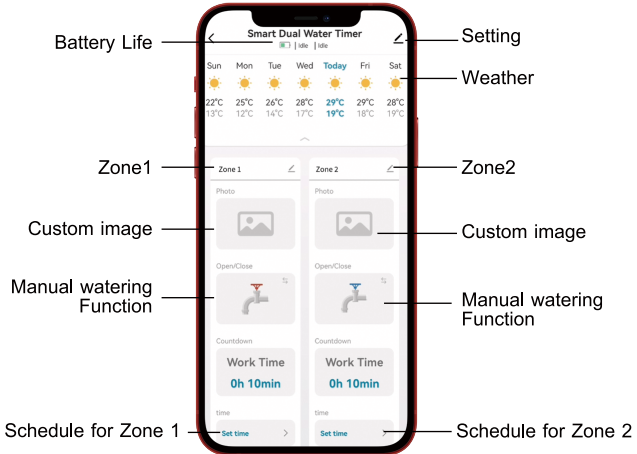 Battery Life
Smart Dual Water Timer
Idle Idle
Setting
Sun Mon Tue Wed Today Fri Sat
Weather
22°C 25°C 26°C 28°C 29°C 29°C 28°C
13°C 12°C 14°C 17°C 19°C 18°C 19°C
Zone1
Zone 1
Zone 2
Zone2
Photo Photo
Custom image
Custom image
Open/Close Open/Close
Manual watering
Function
Manual watering
Function
Countdown Countdown
Work Time Work Time
0h 10min 0h 10min
time time
Schedule for Zone 1
Set time > Set time >
Schedule for Zone 2